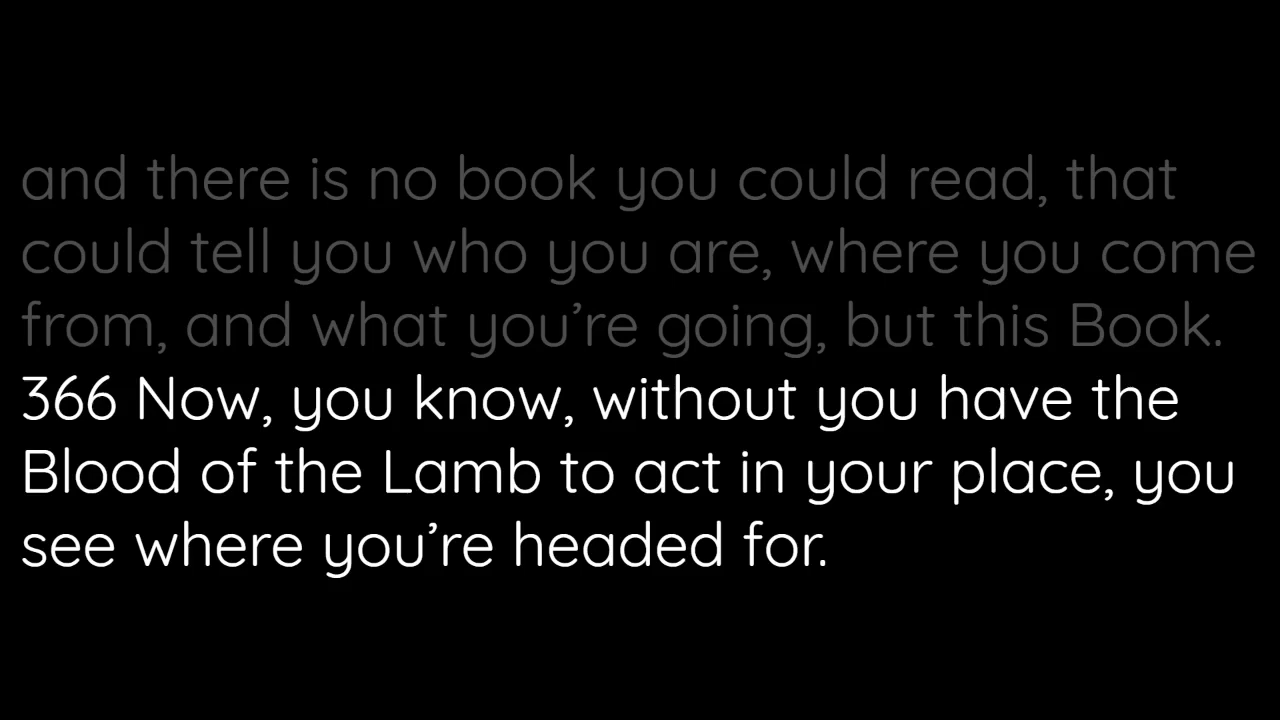 and there is no book you could read, that
could tell you who you are, where you come
from, and what you’re going, but this Book.
366 Now, you know, without you have the
Blood of the Lamb to act in your place, you
see where you’re headed for.